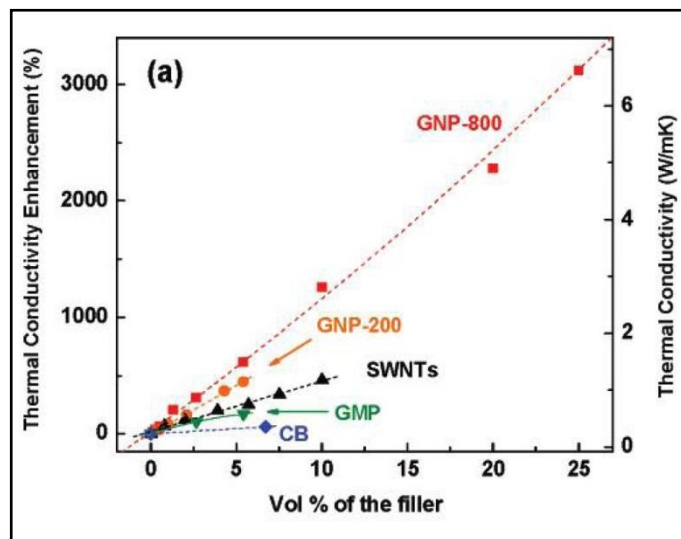 (a)
Thermal Conductivity Enhancement (%)
3000
2000
1000
0
GNP-800
GNP-200
SWNTs
GMP
CB
6
4
2
0
Thermal Conductivity (W/mK)
0 5 10 15 20 25
Vol % of the filler